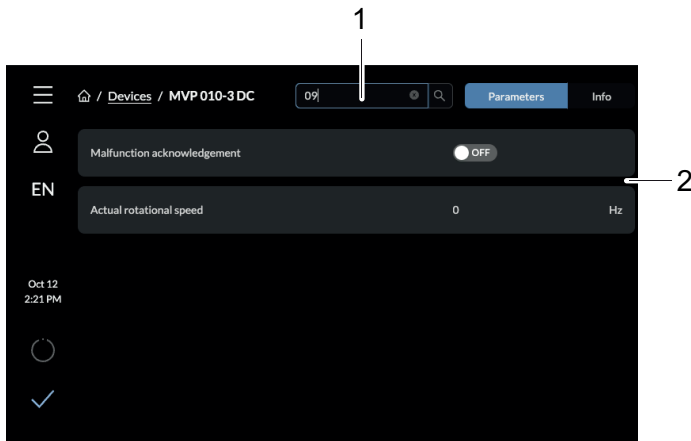 1
/ Devices / MVP 010-3 DC
09
Parameters
Info
Malfunction acknowledgement
OFF
2
EN
Actual rotational speed
0
Hz
Oct 12
2:21 PM